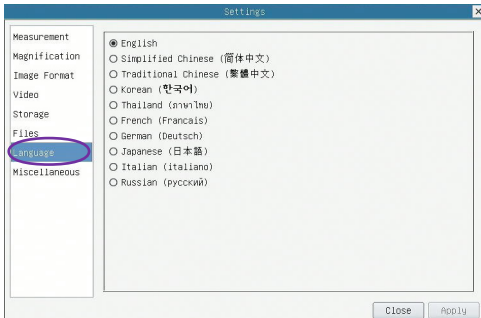 Settings
Measurement
Magnification
Image Format
Video
Storage
Files
Language
Miscellaneous
English
Simplified Chinese (简体中文)
Traditional Chinese (繁體中文)
Korean (한국어)
Thailand (ภาษาไทย)
French (Francais)
German (Deutsch)
Japanese (日本語)
Italian (italiano)
Russian (русский)
Close
Apply